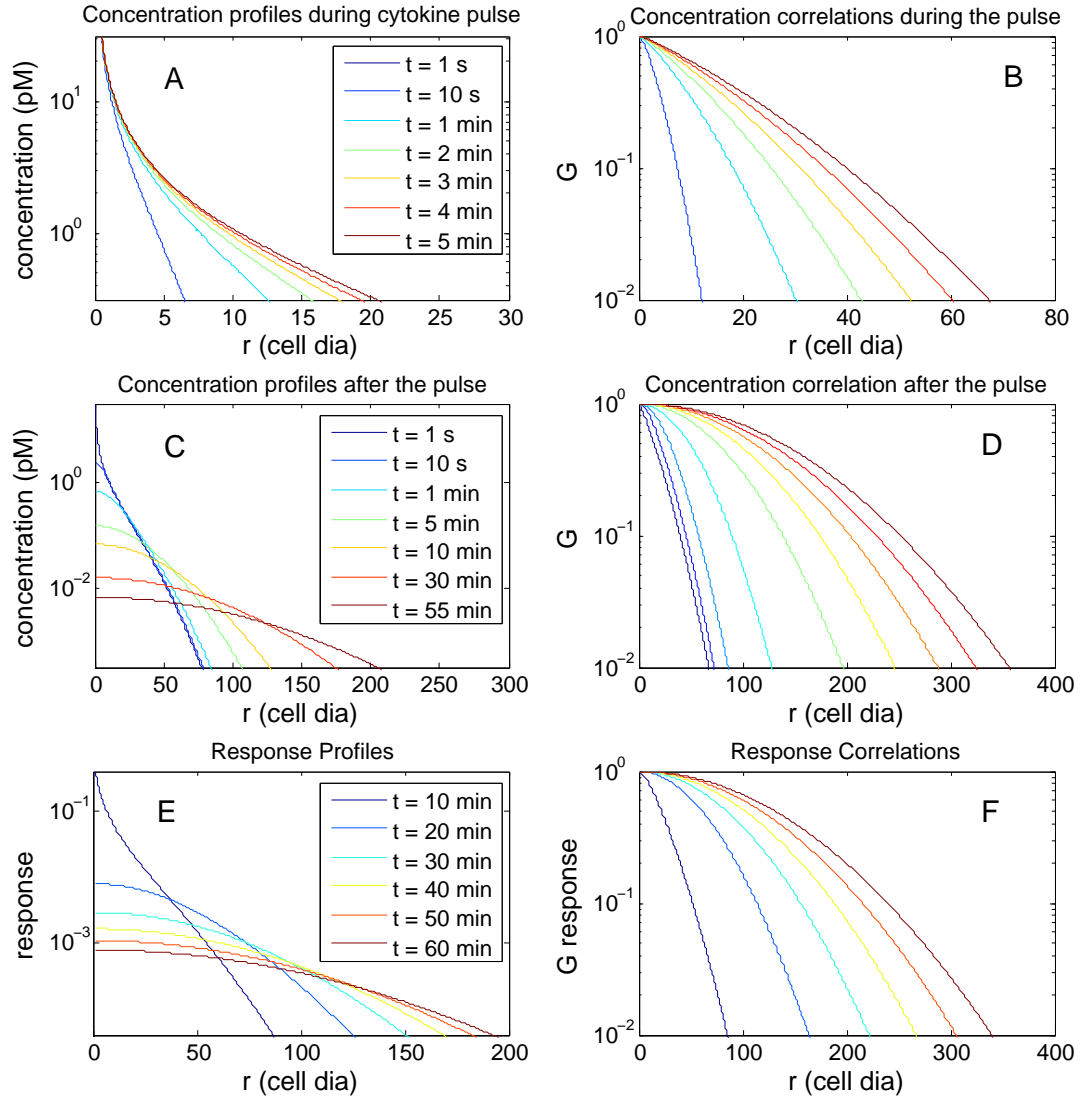 Concentration profiles during cytokine pulse
A
t = 1 s
t = 10 s
t = 1 min
t = 2 min
t = 3 min
t = 4 min
t = 5 min
concentration (pM)
10^1
10^0
0 5 10 15 20 25 30
r (cell dia)
Concentration correlations during the pulse
B
G
10^0
10^-1
10^-2
0 20 40 60 80
r (cell dia)
Concentration profiles after the pulse
C
t = 1 s
t = 10 s
t = 1 min
t = 5 min
t = 10 min
t = 30 min
t = 55 min
concentration (pM)
10^0
10^-2
0 50 100 150 200 250 300
r (cell dia)
Concentration correlation after the pulse
D
G
10^0
10^-1
10^-2
0 100 200 300 400
r (cell dia)
Response Profiles
E
t = 10 min
t = 20 min
t = 30 min
t = 40 min
t = 50 min
t = 60 min
response
10^-1
10^-3
0 50 100 150 200
r (cell dia)
Response Correlations
F
G response
10^0
10^-1
10^-2
0 100 200 300 400
r (cell dia)